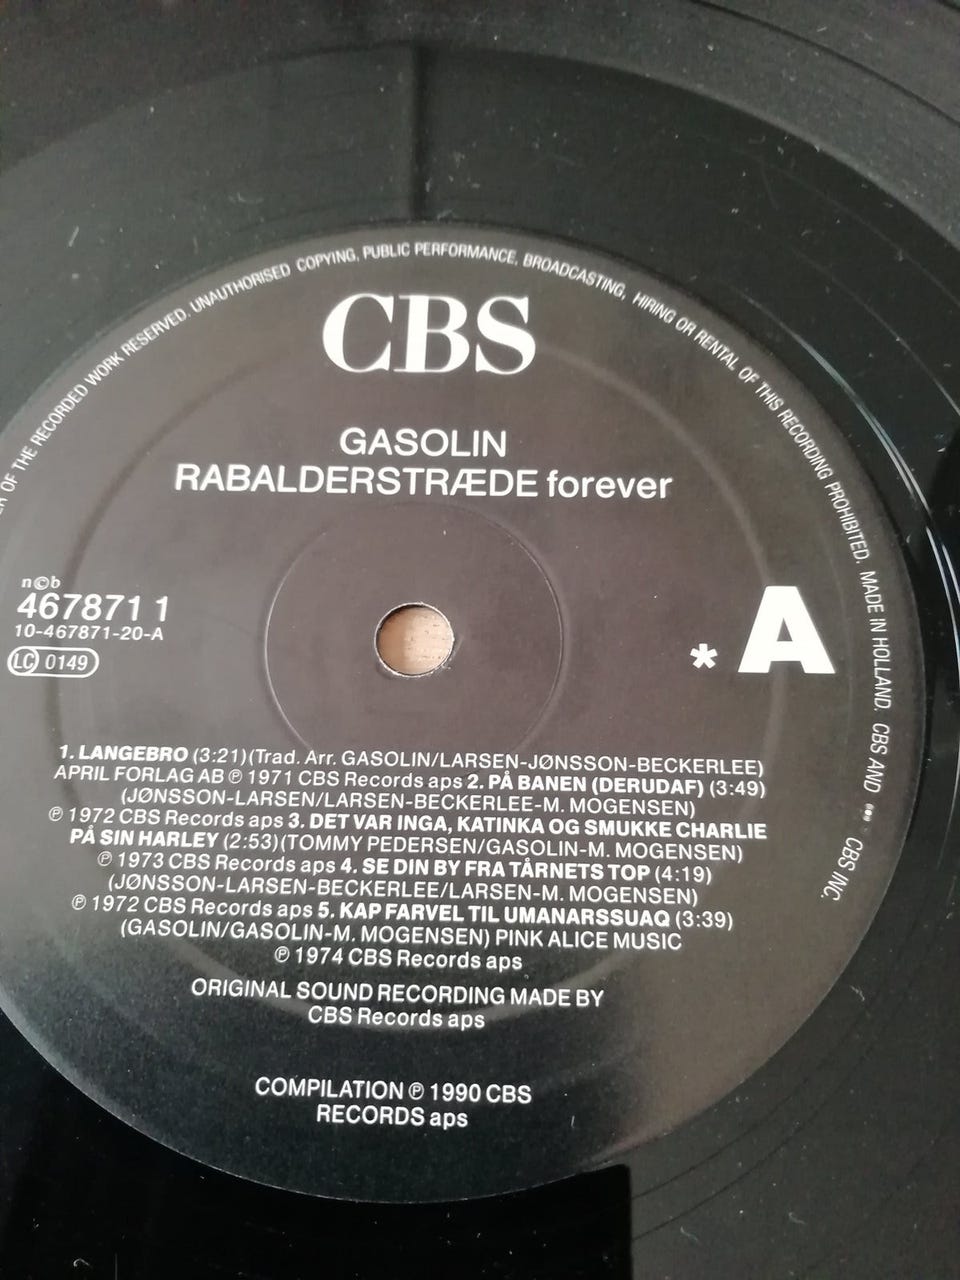 OF THE RECORDED WORK RESERVED. UNAUTHORISED COPYING, PUBLIC PERFORMANCE, BROADCASTING, HIRING OR RENTAL OF THIS RECORDING PROHIBITED. MADE IN HOLLAND. CBS AND ••• CBS INC.
CBS
GASOLIN
RABALDERSTRÆDE forever
n©b
467871 1
10-467871-20-A
LC 0149
* A
1. LANGEBRO (3:21)(Trad. Arr. GASOLIN/LARSEN-JØNSSON-BECKERLEE)
APRIL FORLAG AB ℗ 1971 CBS Records aps 2. PÅ BANEN (DERUDAF) (3:49)
(JØNSSON-LARSEN/LARSEN-BECKERLEE-M. MOGENSEN)
℗ 1972 CBS Records aps 3. DET VAR INGA, KATINKA OG SMUKKE CHARLIE
PÅ SIN HARLEY (2:53)(TOMMY PEDERSEN/GASOLIN-M. MOGENSEN)
℗ 1973 CBS Records aps 4. SE DIN BY FRA TÅRNETS TOP (4:19)
(JØNSSON-LARSEN-BECKERLEE/LARSEN-M. MOGENSEN)
℗ 1972 CBS Records aps 5. KAP FARVEL TIL UMANARSSUAQ (3:39)
(GASOLIN/GASOLIN-M. MOGENSEN) PINK ALICE MUSIC
℗ 1974 CBS Records aps
ORIGINAL SOUND RECORDING MADE BY
CBS Records aps
COMPILATION ℗ 1990 CBS
RECORDS aps